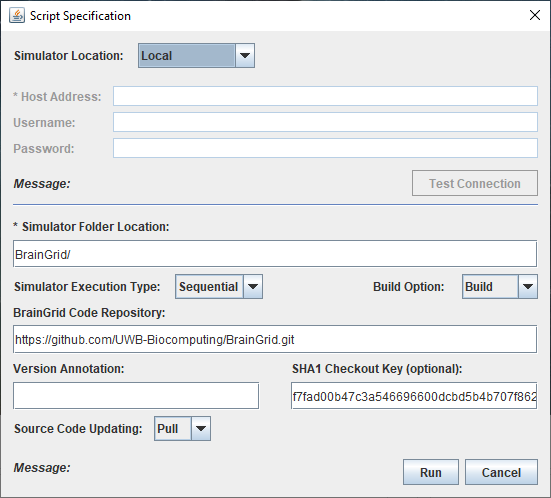 Script Specification
Simulator Location: Local
* Host Address:
Username:
Password:
Message: Test Connection
* Simulator Folder Location:
BrainGrid/
Simulator Execution Type: Sequential Build Option: Build
BrainGrid Code Repository:
https://github.com/UWB-Biocomputing/BrainGrid.git
Version Annotation: SHA1 Checkout Key (optional):
f7fad00b47c3a546696600dcbd5b4b707f862
Source Code Updating: Pull
Message: Run Cancel